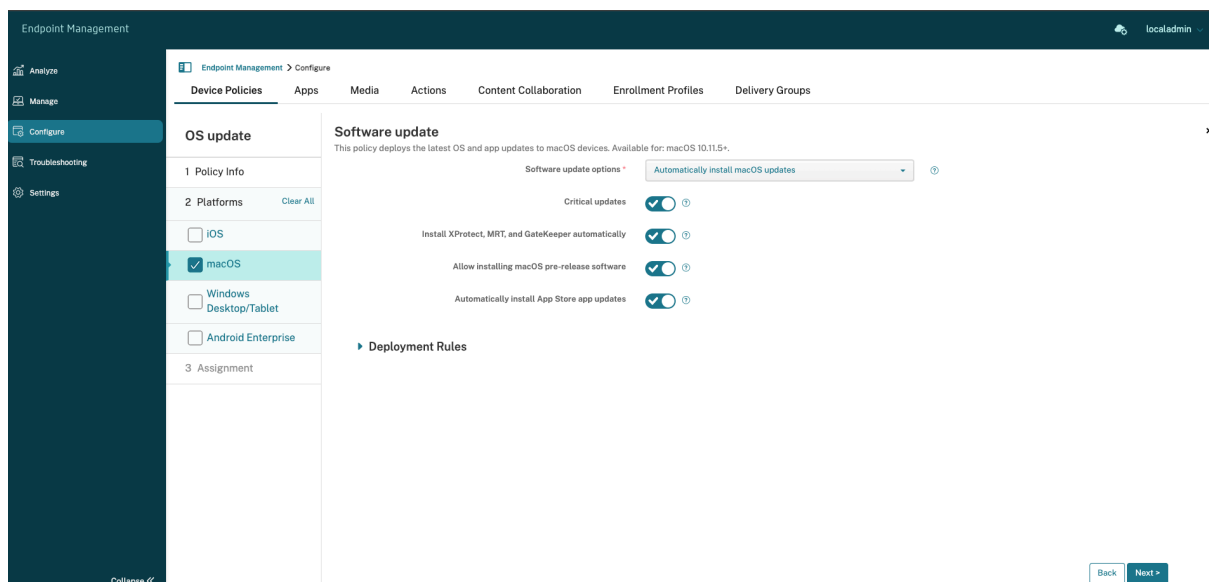 Endpoint Management
localadmin
Analyze
Manage
Configure
Troubleshooting
Settings
Collapse
Endpoint Management > Configure
Device Policies Apps Media Actions Content Collaboration Enrollment Profiles Delivery Groups
OS update
1 Policy Info
2 Platforms Clear All
iOS
macOS
Windows
Desktop/Tablet
Android Enterprise
3 Assignment
Software update
This policy deploys the latest OS and app updates to macOS devices. Available for: macOS 10.11.5+.
Software update options * Automatically install macOS updates
Critical updates
Install XProtect, MRT, and GateKeeper automatically
Allow installing macOS pre-release software
Automatically install App Store app updates
Deployment Rules
Back Next >